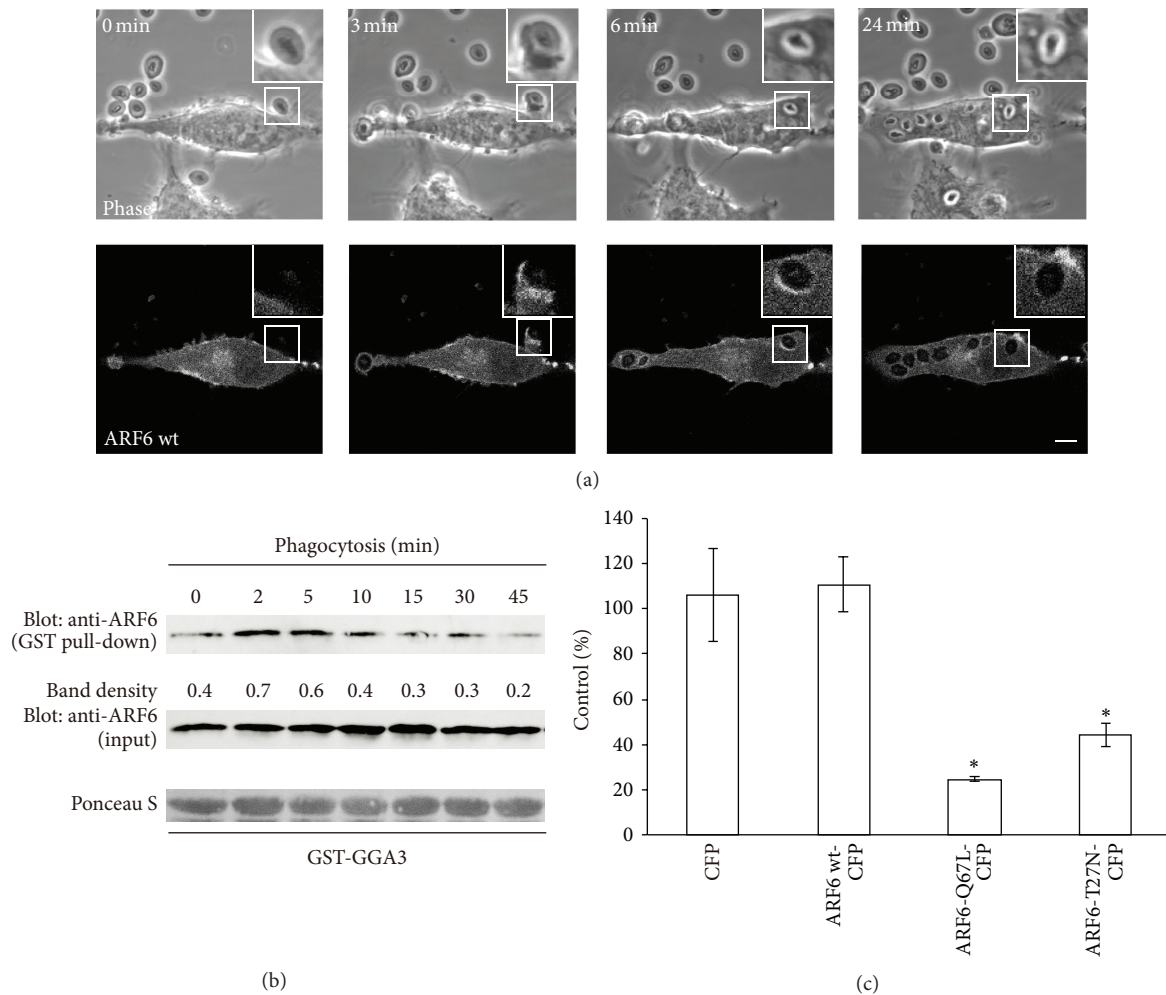 0 min
3 min
6 min
24 min
Phase
ARF6 wt
(a)
Phagocytosis (min)
0 2 5 10 15 30 45
Blot: anti-ARF6
(GST pull-down)
Band density 0.4 0.7 0.6 0.4 0.3 0.3 0.2
Blot: anti-ARF6
(input)
Ponceau S
GST-GGA3
(b)
140
120
100
80
60
40
20
0
Control (%)
*
*
CFP
ARF6 wt-
CFP
ARF6-Q67L-
CFP
ARF6-T27N-
CFP
(c)